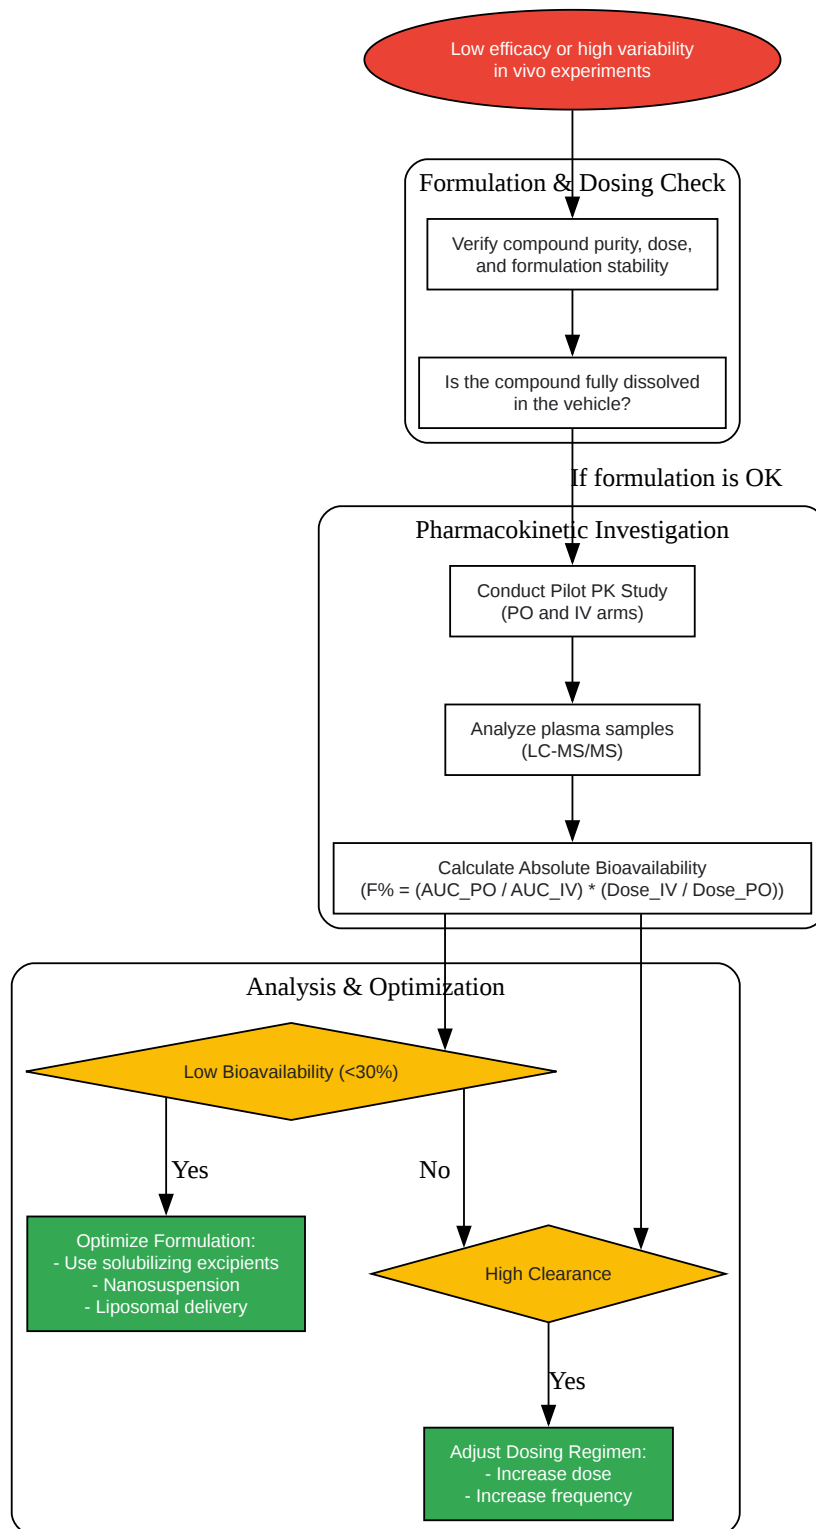 Low efficacy or high variability
in vivo experiments
Formulation & Dosing Check
Verify compound purity, dose,
and formulation stability
Is the compound fully dissolved
in the vehicle?
If formulation is OK
Pharmacokinetic Investigation
Conduct Pilot PK Study
(PO and IV arms)
Analyze plasma samples
(LC-MS/MS)
Calculate Absolute Bioavailability
(F% = (AUC_PO / AUC_IV) * (Dose_IV / Dose_PO))
Analysis & Optimization
Low Bioavailability (<30%)
Yes
No
Optimize Formulation:
- Use solubilizing excipients
- Nanosuspension
- Liposomal delivery
High Clearance
Yes
Adjust Dosing Regimen:
- Increase dose
- Increase frequency